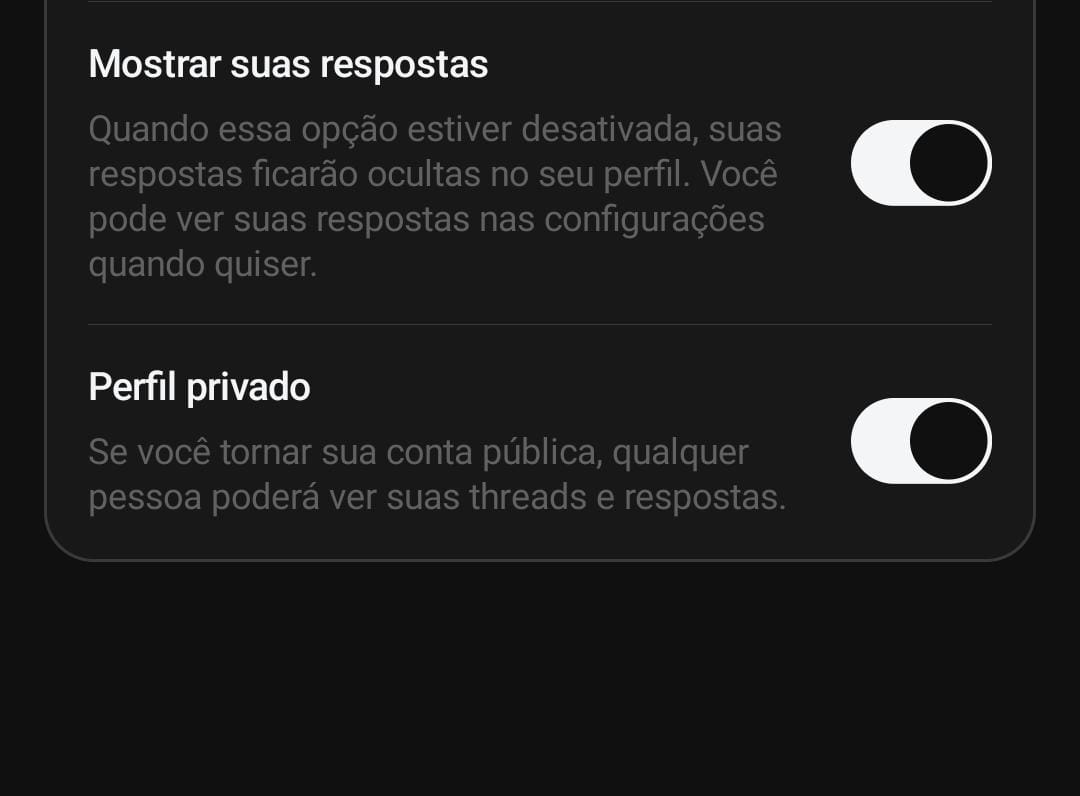 Mostrar suas respostas
Quando essa opção estiver desativada, suas
respostas ficarão ocultas no seu perfil. Você
pode ver suas respostas nas configurações
quando quiser.
Perfil privado
Se você tornar sua conta pública, qualquer
pessoa poderá ver suas threads e respostas.